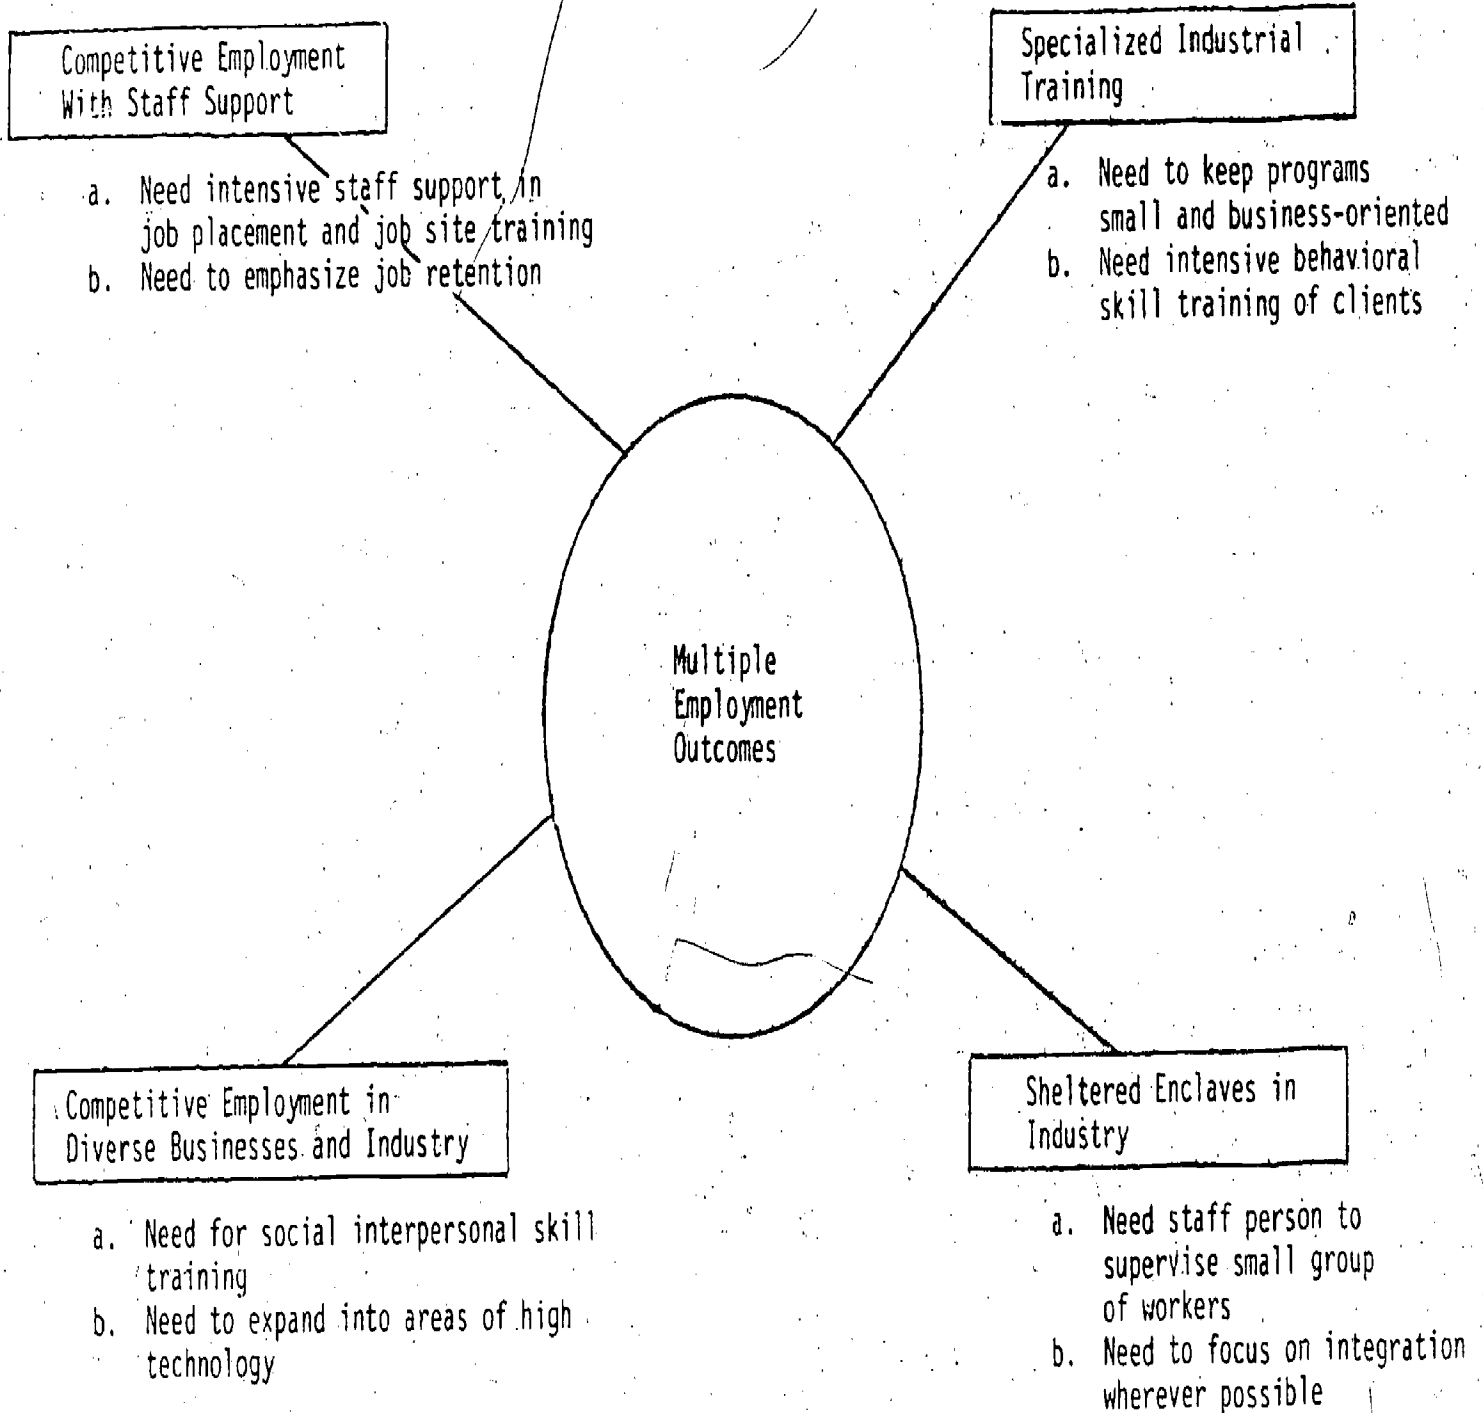 Competitive Employment
With Staff Support
a. Need intensive staff support in
job placement and job site training
b. Need to emphasize job retention
Specialized Industrial
Training
a. Need to keep programs
small and business-oriented
b. Need intensive behavioral
skill training of clients
Multiple
Employment
Outcomes
Competitive Employment in
Diverse Businesses and Industry
a. Need for social interpersonal skill
training
b. Need to expand into areas of high
technology
Sheltered Enclaves in
Industry
a. Need staff person to
supervise small group
of workers
b. Need to focus on integration
wherever possible